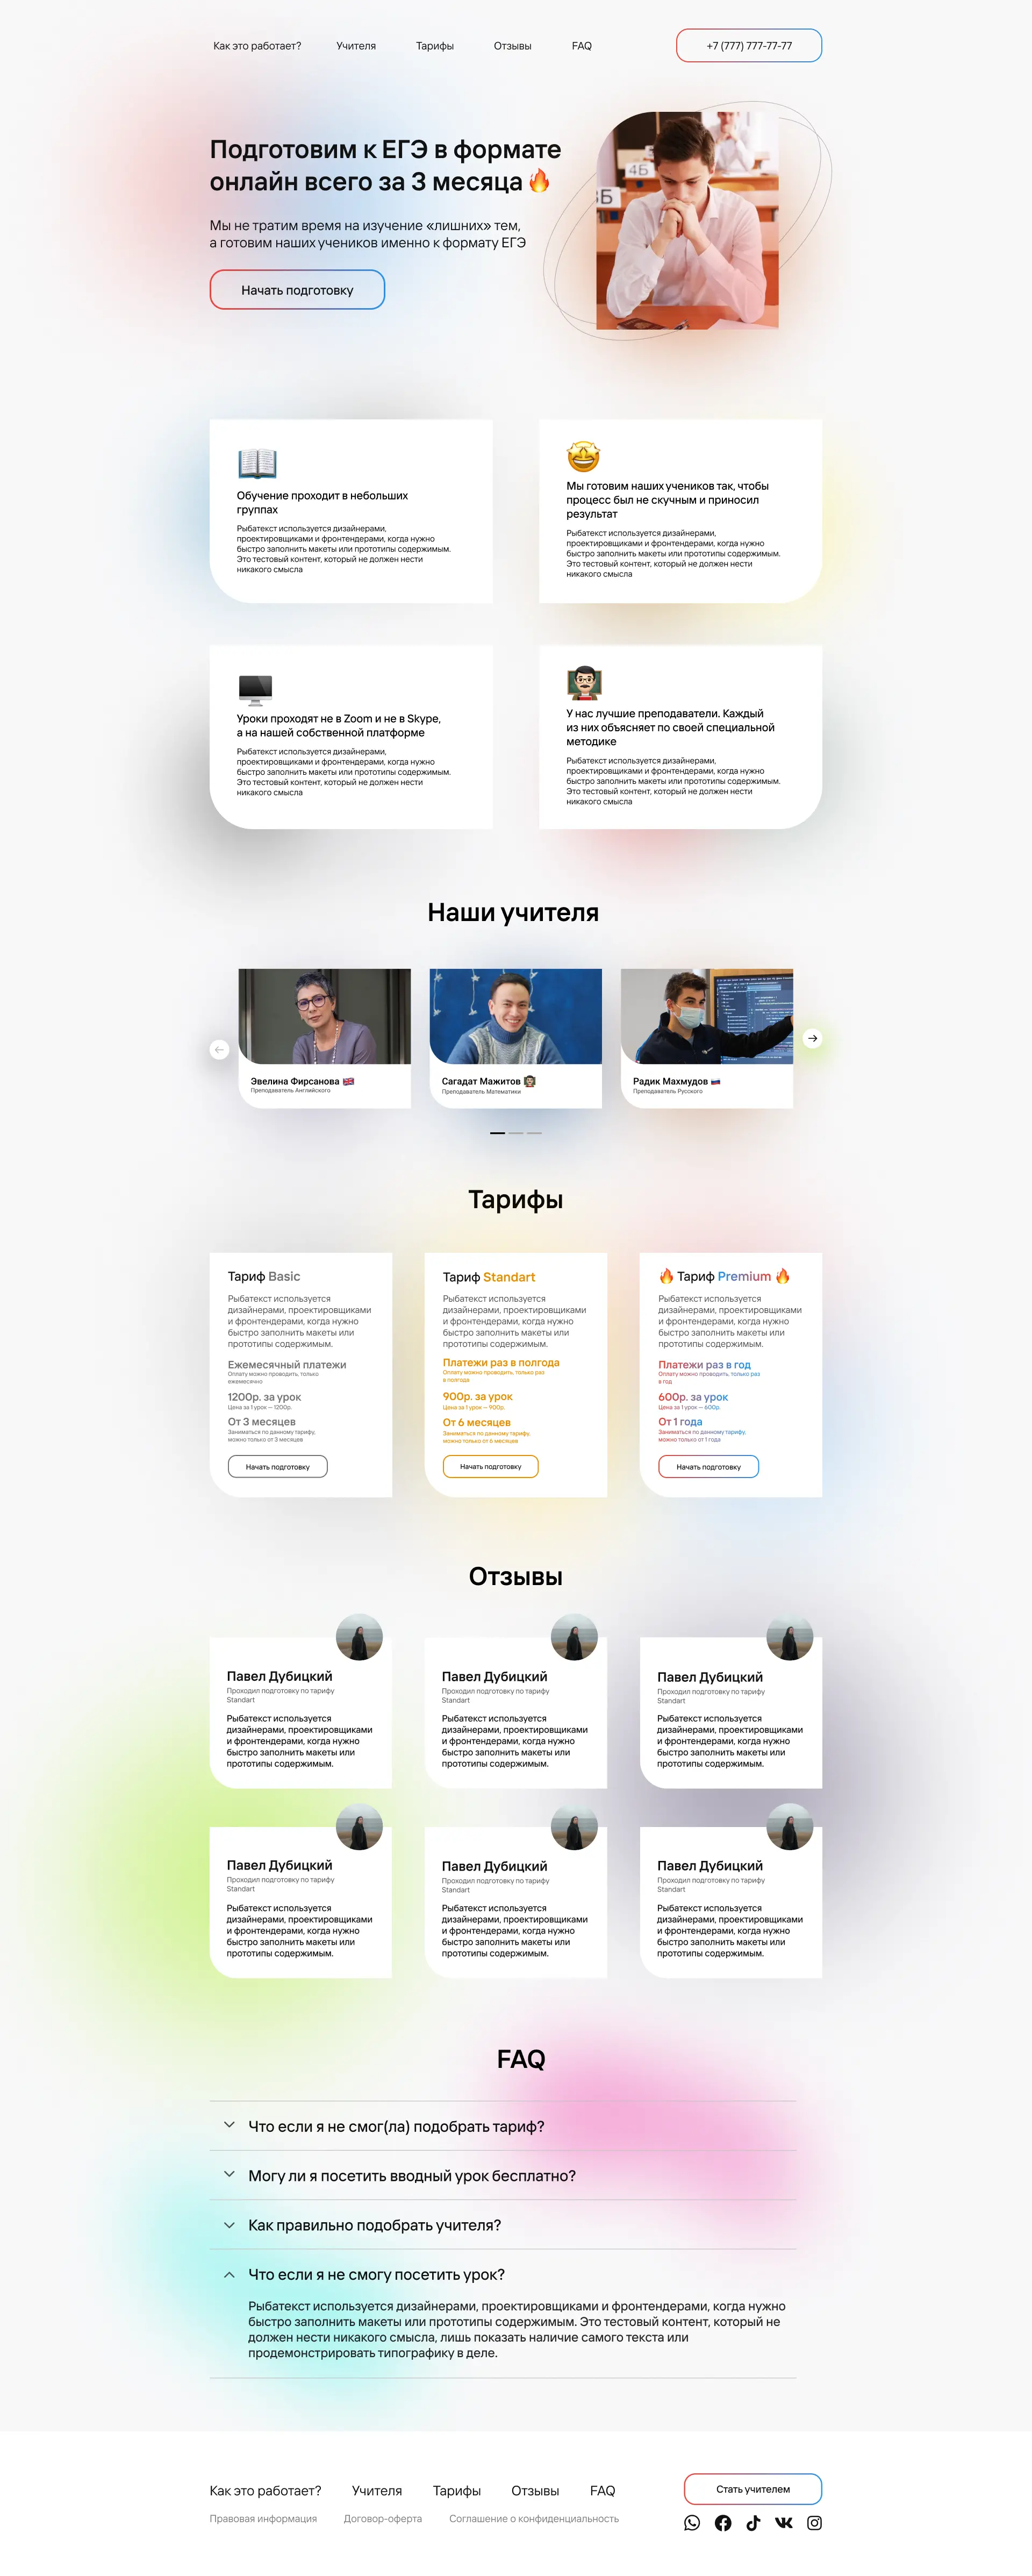 Как это работает? Учителя Тарифы Отзывы FAQ +7 (777) 777-77-77
Подготовим к ЕГЭ в формате
онлайн всего за 3 месяца 🔥
Мы не тратим время на изучение «лишних» тем,
а готовим наших учеников именно к формату ЕГЭ
Начать подготовку
4Б
Б
Обучение проходит в небольших
группах
Рыбатекст используется дизайнерами,
проектировщиками и фронтендерами, когда нужно
быстро заполнить макеты или прототипы содержимым.
Это тестовый контент, который не должен нести
никакого смысла
Мы готовим наших учеников так, чтобы
процесс был не скучным и приносил
результат
Рыбатекст используется дизайнерами,
проектировщиками и фронтендерами, когда нужно
быстро заполнить макеты или прототипы содержимым.
Это тестовый контент, который не должен нести
никакого смысла
Уроки проходят не в Zoom и не в Skype,
а на нашей собственной платформе
Рыбатекст используется дизайнерами,
проектировщиками и фронтендерами, когда нужно
быстро заполнить макеты или прототипы содержимым.
Это тестовый контент, который не должен нести
никакого смысла
У нас лучшие преподаватели. Каждый
из них объясняет по своей специальной
методике
Рыбатекст используется дизайнерами,
проектировщиками и фронтендерами, когда нужно
быстро заполнить макеты или прототипы содержимым.
Это тестовый контент, который не должен нести
никакого смысла
Наши учителя
Эвелина Фирсанова 🇬🇧
Преподаватель Английского
Сагадат Мажитов 👨🏻‍🏫
Преподаватель Математики
Радик Махмудов 🇷🇺
Преподаватель Русского
Тарифы
Тариф Basic
Рыбатекст используется
дизайнерами, проектировщиками
и фронтендерами, когда нужно
быстро заполнить макеты или
прототипы содержимым.
Ежемесячный платежи
Оплату можно проводить, только
ежемесячно
1200р. за урок
Цена за 1 урок — 1200р.
От 3 месяцев
Заниматься по данному тарифу,
можно только от 3 месяцев
Начать подготовку
Тариф Standart
Рыбатекст используется
дизайнерами, проектировщиками
и фронтендерами, когда нужно
быстро заполнить макеты или
прототипы содержимым.
Платежи раз в полгода
Оплату можно проводить, только раз
в полгода
900р. за урок
Цена за 1 урок — 900р.
От 6 месяцев
Заниматься по данному тарифу,
можно только от 6 месяцев
Начать подготовку
🔥 Тариф Premium 🔥
Рыбатекст используется
дизайнерами, проектировщиками
и фронтендерами, когда нужно
быстро заполнить макеты или
прототипы содержимым.
Платежи раз в год
Оплату можно проводить, только раз
в год
600р. за урок
Цена за 1 урок — 600р.
От 1 года
Заниматься по данному тарифу,
можно только от 1 года
Начать подготовку
Отзывы
Павел Дубицкий
Проходил подготовку по тарифу
Standart
Рыбатекст используется
дизайнерами, проектировщиками
и фронтендерами, когда нужно
быстро заполнить макеты или
прототипы содержимым.
Павел Дубицкий
Проходил подготовку по тарифу
Standart
Рыбатекст используется
дизайнерами, проектировщиками
и фронтендерами, когда нужно
быстро заполнить макеты или
прототипы содержимым.
Павел Дубицкий
Проходил подготовку по тарифу
Standart
Рыбатекст используется
дизайнерами, проектировщиками
и фронтендерами, когда нужно
быстро заполнить макеты или
прототипы содержимым.
Павел Дубицкий
Проходил подготовку по тарифу
Standart
Рыбатекст используется
дизайнерами, проектировщиками
и фронтендерами, когда нужно
быстро заполнить макеты или
прототипы содержимым.
Павел Дубицкий
Проходил подготовку по тарифу
Standart
Рыбатекст используется
дизайнерами, проектировщиками
и фронтендерами, когда нужно
быстро заполнить макеты или
прототипы содержимым.
Павел Дубицкий
Проходил подготовку по тарифу
Standart
Рыбатекст используется
дизайнерами, проектировщиками
и фронтендерами, когда нужно
быстро заполнить макеты или
прототипы содержимым.
FAQ
Что если я не смог(ла) подобрать тариф?
Могу ли я посетить вводный урок бесплатно?
Как правильно подобрать учителя?
Что если я не смогу посетить урок?
Рыбатекст используется дизайнерами, проектировщиками и фронтендерами, когда нужно
быстро заполнить макеты или прототипы содержимым. Это тестовый контент, который не
должен нести никакого смысла, лишь показать наличие самого текста или
продемонстрировать типографику в деле.
Как это работает? Учителя Тарифы Отзывы FAQ Стать учителем
Правовая информация Договор-оферта Соглашение о конфиденциальность